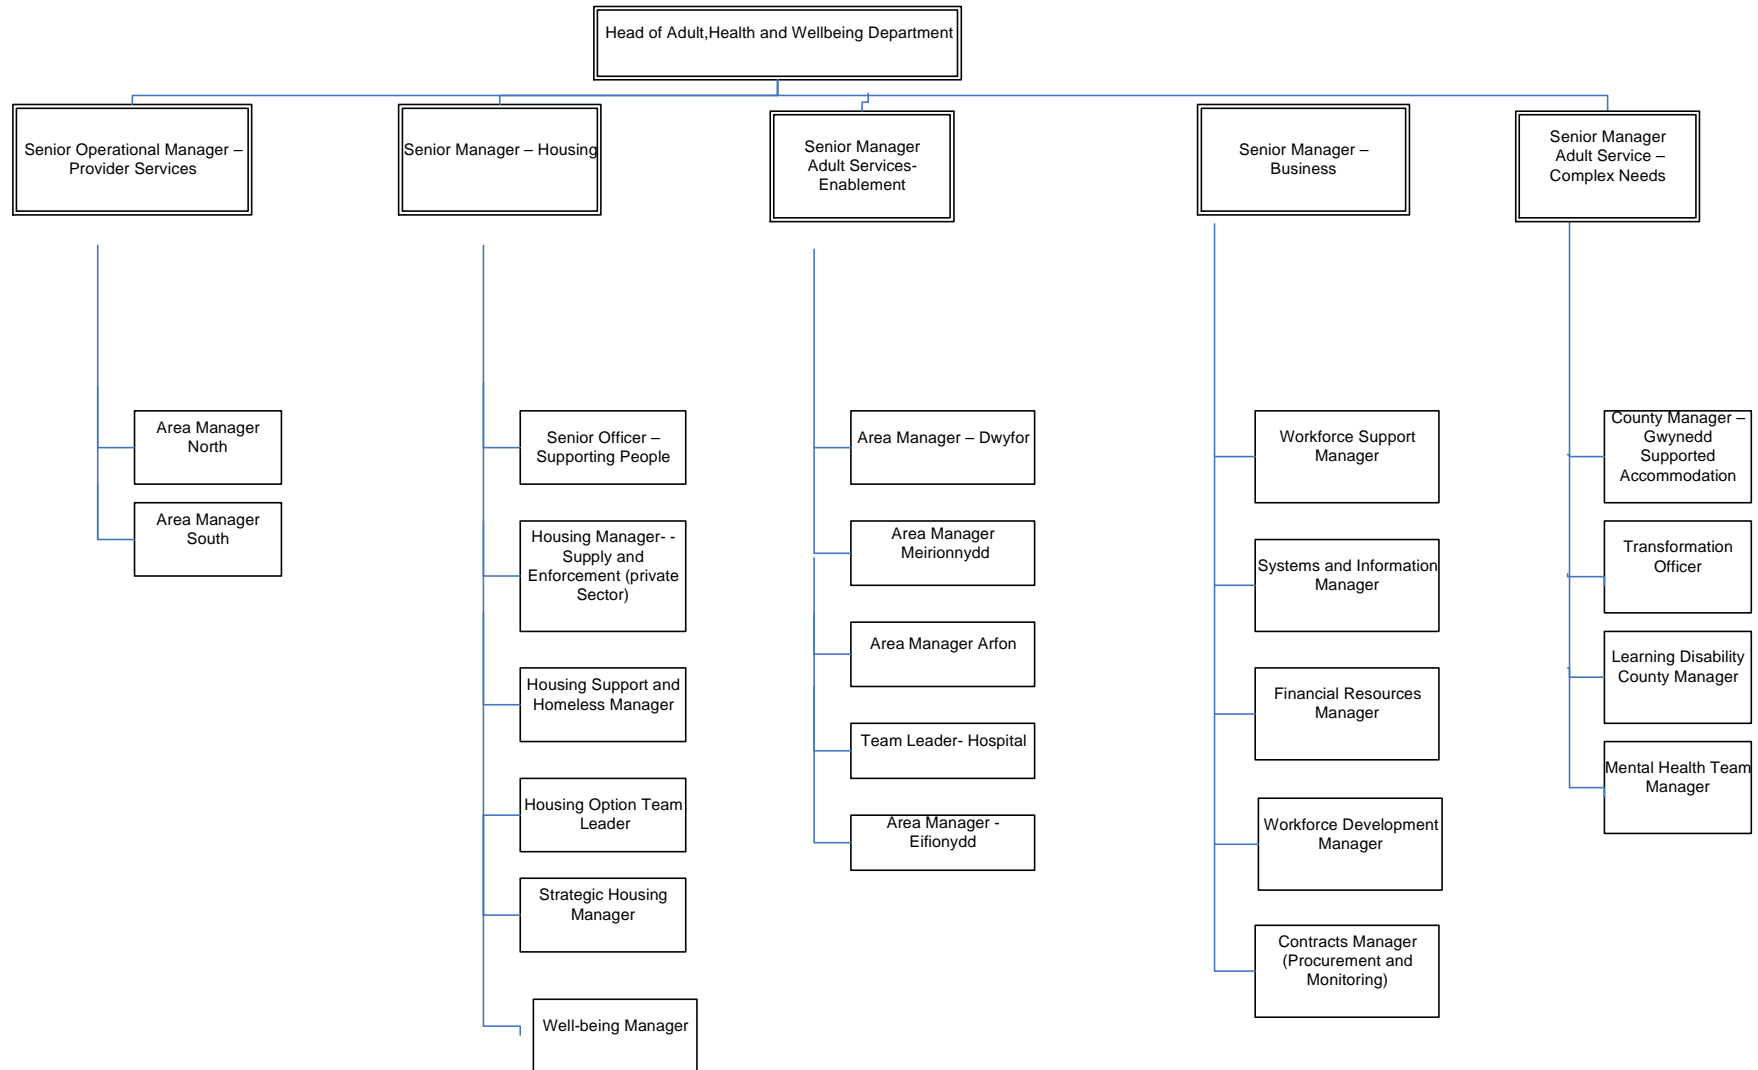 Head of Adult,Health and Wellbeing Department
Senior Operational Manager –
Provider Services
Senior Manager – Housing
Senior Manager
Adult Services-
Enablement
Senior Manager –
Business
Senior Manager
Adult Service –
Complex Needs
Area Manager
North
Area Manager
South
Senior Officer –
Supporting People
Housing Manager- -
Supply and
Enforcement (private
Sector)
Housing Support and
Homeless Manager
Housing Option Team
Leader
Strategic Housing
Manager
Well-being Manager
Area Manager – Dwyfor
Area Manager
Meirionnydd
Area Manager Arfon
Team Leader- Hospital
Area Manager -
Eifionydd
Workforce Support
Manager
Systems and Information
Manager
Financial Resources
Manager
Workforce Development
Manager
Contracts Manager
(Procurement and
Monitoring)
County Manager –
Gwynedd
Supported
Accommodation
Transformation
Officer
Learning Disability
County Manager
Mental Health Team
Manager